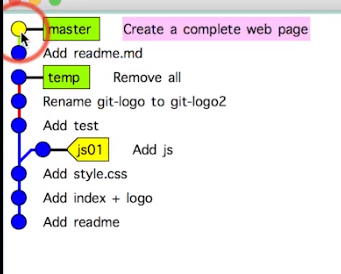 master Create a complete web page
Add readme.md
temp Remove all
Rename git-logo to git-logo2
Add test
js01 Add js
Add style.css
Add index + logo
Add readme